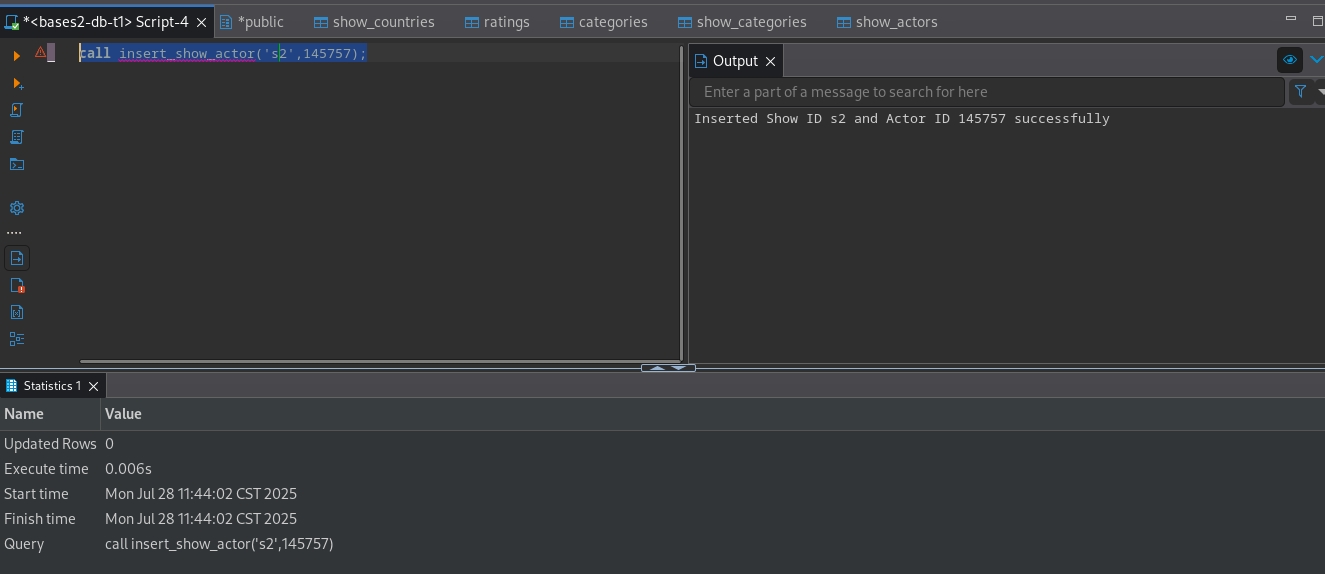 *<bases2-db-t1> Script-4
*public
show_countries
ratings
categories
show_categories
show_actors
call insert_show_actor('s2',145757);
Output
Enter a part of a message to search for here
Inserted Show ID s2 and Actor ID 145757 successfully
Statistics 1
Name Value
Updated Rows 0
Execute time 0.006s
Start time Mon Jul 28 11:44:02 CST 2025
Finish time Mon Jul 28 11:44:02 CST 2025
Query call insert_show_actor('s2',145757)